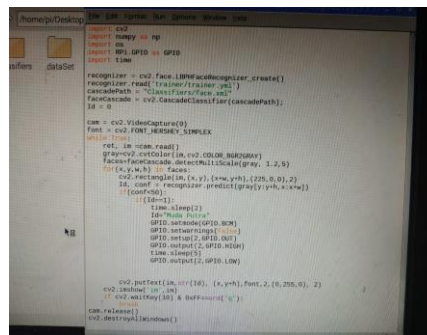 /home/pi/Desktop
File Edit Format Run Options Window Help
ssifiers dataSet
import cv2
import numpy as np
import os
import RPi.GPIO as GPIO
import time
recognizer = cv2.face.LBPHFaceRecognizer_create()
recognizer.read('trainer/trainer.yml')
cascadePath = "Classifiers/face.xml"
faceCascade = cv2.CascadeClassifier(cascadePath);
Id = 0
cam = cv2.VideoCapture(0)
font = cv2.FONT_HERSHEY_SIMPLEX
while True:
ret, im =cam.read()
gray=cv2.cvtColor(im,cv2.COLOR_BGR2GRAY)
faces=faceCascade.detectMultiScale(gray, 1.2,5)
for(x,y,w,h) in faces:
cv2.rectangle(im,(x,y),(x+w,y+h),(225,0,0),2)
Id, conf = recognizer.predict(gray[y:y+h,x:x+w])
if(conf<50):
if(Id==1):
time.sleep(2)
Id="Muda Putra"
GPIO.setmode(GPIO.BCM)
GPIO.setwarnings(False)
GPIO.setup(2,GPIO.OUT)
GPIO.output(2,GPIO.HIGH)
time.sleep(5)
GPIO.output(2,GPIO.LOW)
cv2.putText(im,str(Id), (x,y+h),font,2,(0,255,0), 2)
cv2.imshow('im',im)
if cv2.waitKey(10) & 0xFF==ord('q'):
break
cam.release()
cv2.destroyAllWindows()